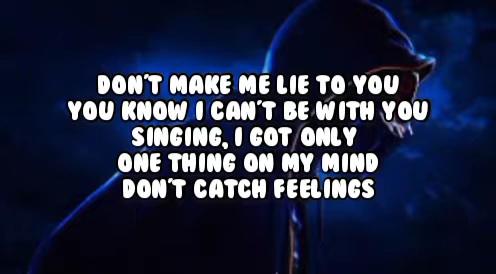 DON'T MAKE ME LIE TO YOU
YOU KNOW I CAN'T BE WITH YOU
SINGING, I GOT ONLY
ONE THING ON MY MIND
DON'T CATCH FEELINGS